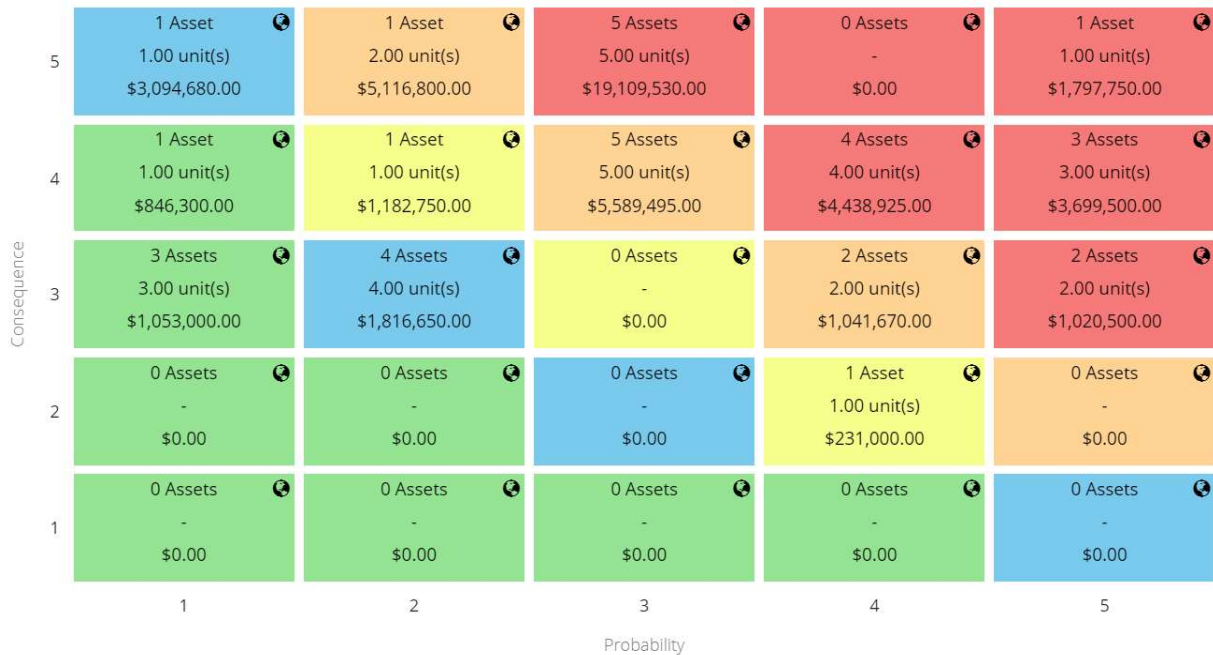 1 Asset
1.00 unit(s)
$3,094,680.00
1 Asset
2.00 unit(s)
$5,116,800.00
5 Assets
5.00 unit(s)
$19,109,530.00
0 Assets
-
$0.00
1 Asset
1.00 unit(s)
$1,797,750.00
5
1 Asset
1.00 unit(s)
$846,300.00
1 Asset
1.00 unit(s)
$1,182,750.00
5 Assets
5.00 unit(s)
$5,589,495.00
4 Assets
4.00 unit(s)
$4,438,925.00
3 Assets
3.00 unit(s)
$3,699,500.00
4
Consequence
3 Assets
3.00 unit(s)
$1,053,000.00
4 Assets
4.00 unit(s)
$1,816,650.00
0 Assets
-
$0.00
2 Assets
2.00 unit(s)
$1,041,670.00
2 Assets
2.00 unit(s)
$1,020,500.00
3
0 Assets
-
$0.00
0 Assets
-
$0.00
0 Assets
-
$0.00
1 Asset
1.00 unit(s)
$231,000.00
0 Assets
-
$0.00
2
0 Assets
-
$0.00
0 Assets
-
$0.00
0 Assets
-
$0.00
0 Assets
-
$0.00
0 Assets
-
$0.00
1
1
2
3
4
5
Probability